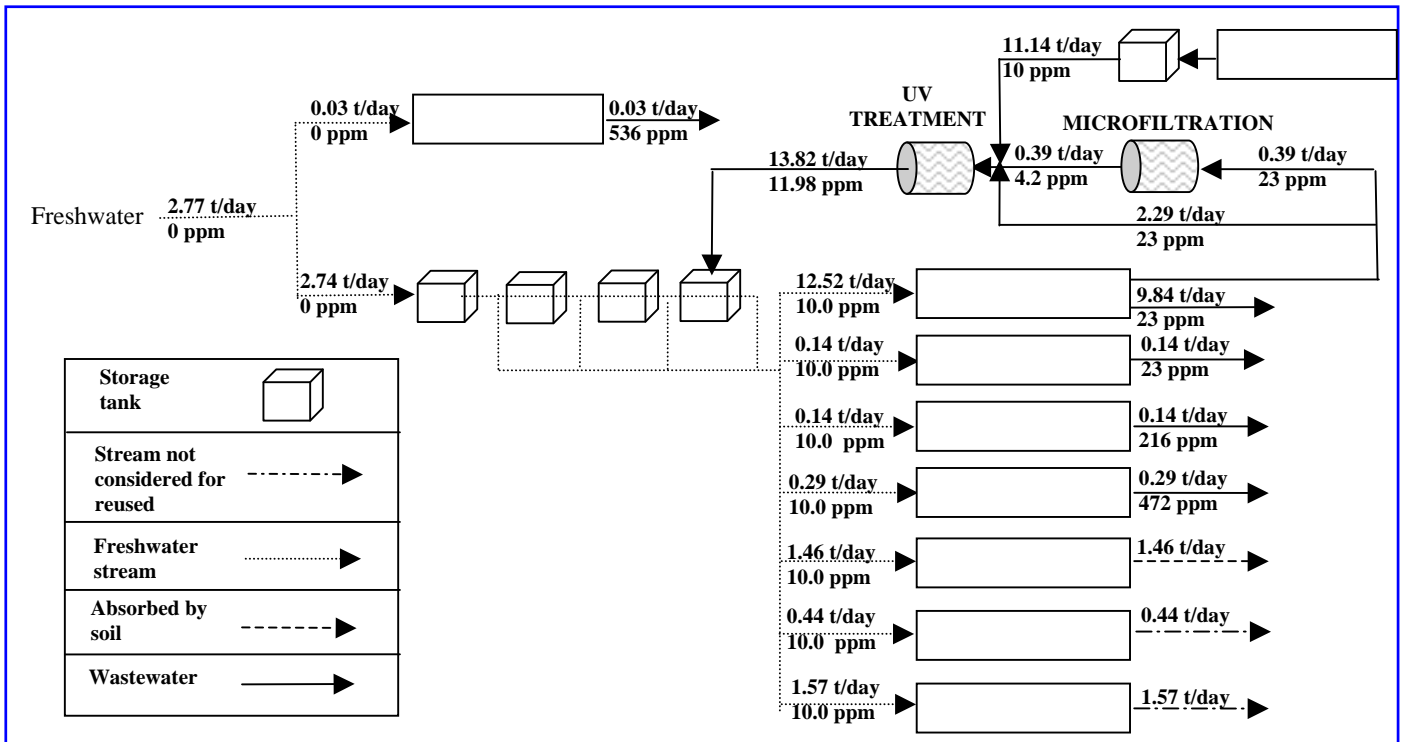 11.14 t/day
10 ppm
UV
TREATMENT
MICROFILTRATION
0.03 t/day
0 ppm
0.03 t/day
536 ppm
13.82 t/day
11.98 ppm
0.39 t/day
4.2 ppm
0.39 t/day
23 ppm
Freshwater
2.77 t/day
0 ppm
2.29 t/day
23 ppm
2.74 t/day
0 ppm
12.52 t/day
10.0 ppm
9.84 t/day
23 ppm
0.14 t/day
10.0 ppm
0.14 t/day
23 ppm
0.14 t/day
10.0 ppm
0.14 t/day
216 ppm
0.29 t/day
10.0 ppm
0.29 t/day
472 ppm
1.46 t/day
10.0 ppm
1.46 t/day
0.44 t/day
10.0 ppm
0.44 t/day
1.57 t/day
10.0 ppm
1.57 t/day
Storage
tank
Stream not
considered for
reused
Freshwater
stream
Absorbed by
soil
Wastewater